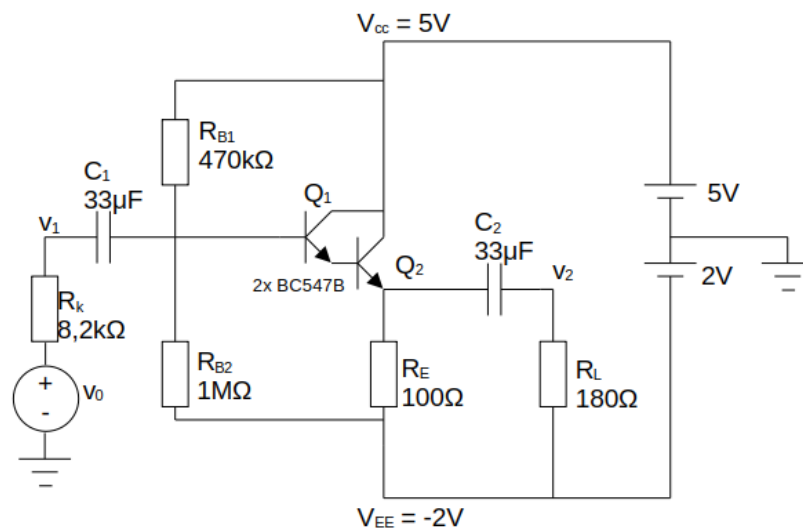 Vcc = 5V
RB1
470kΩ
C1
33μF
v1
Q1
2x BC547B
Q2
C2
33μF
v2
5V
2V
Rk
8,2kΩ
+
-
v0
RB2
1MΩ
RE
100Ω
RL
180Ω
VEE = -2V